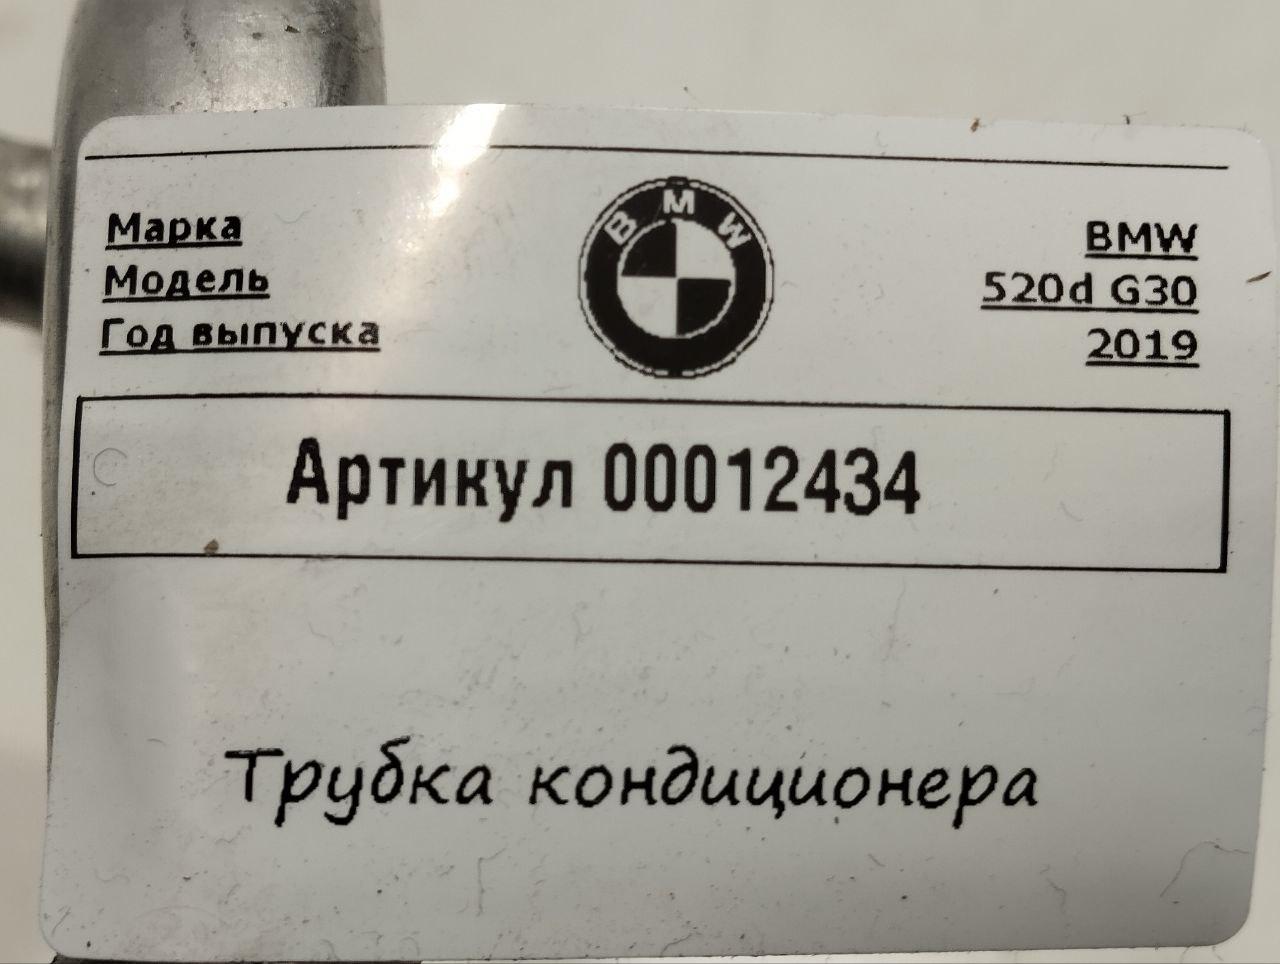 Марка BMW
Модель 520d G30
Год выпуска 2019
BMW
Артикул 00012434
Трубка кондиционера